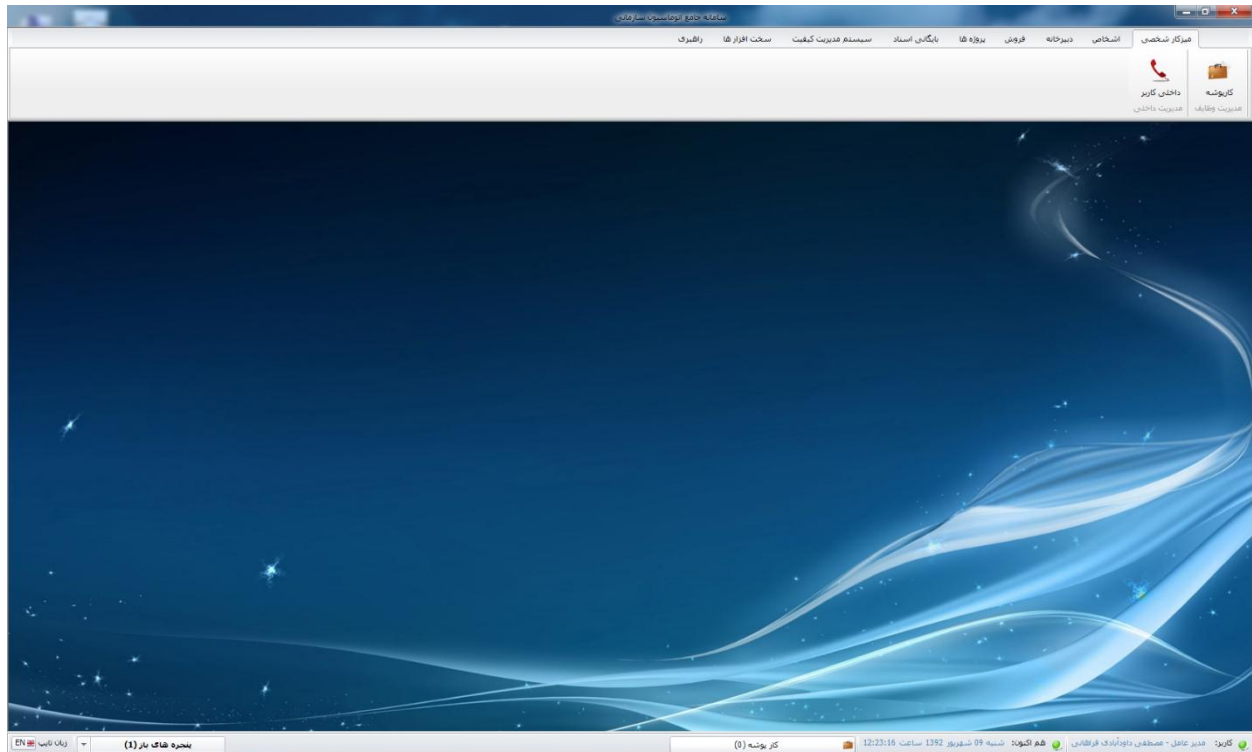 سامانه جامع اتوماسیون سازمانی
میزکار شخصی اشخاص دبیرخانه فروش پروژه ها بایگانی اسناد سیستم مدیریت کیفیت سخت افزار ها راهبری
کارپوشه داخلی کاربر
مدیریت وظایف مدیریت داخلی
کاربر: مدیر عامل - مصطفی داودآبادی فراهانی هم اکنون: شنبه 09 شهریور 1392 ساعت 12:23:16 کار پوشه (0) پنجره های باز (1) زبان تایپ EN